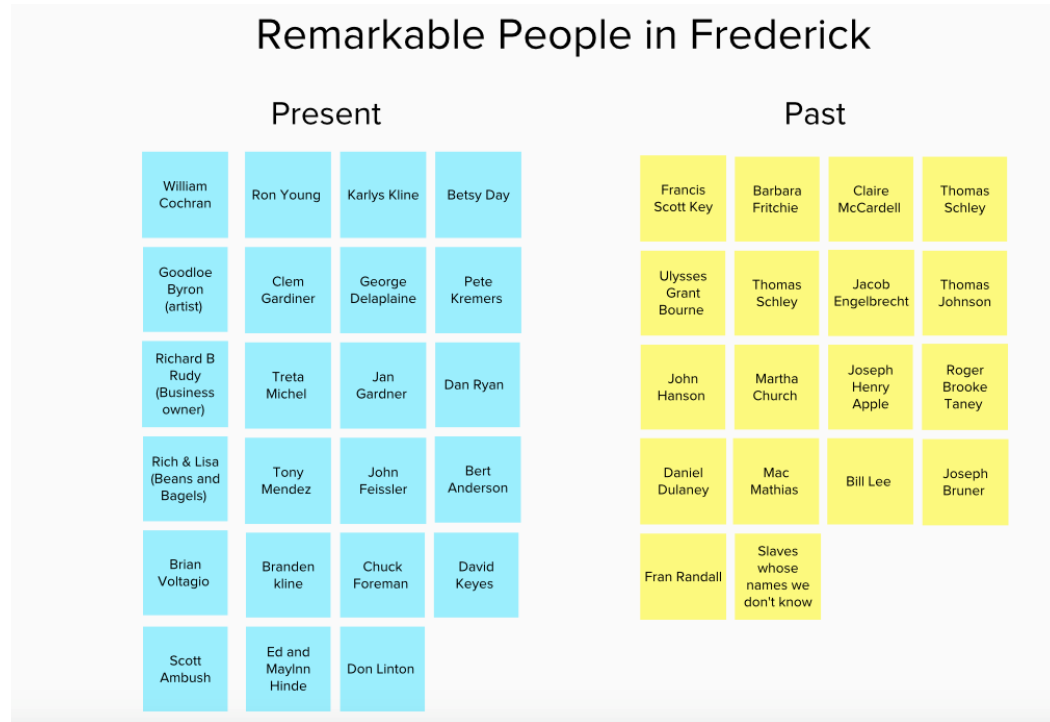 Remarkable People in Frederick
Present
William
Cochran
Ron Young
Karlys Kline
Betsy Day
Goodloe
Byron
(artist)
Clem
Gardiner
George
Delaplaine
Pete
Kremers
Richard B
Rudy
(Business
owner)
Treta
Michel
Jan
Gardner
Dan Ryan
Rich & Lisa
(Beans and
Bagels)
Tony
Mendez
John
Feissler
Bert
Anderson
Brian
Voltagio
Branden
kline
Chuck
Foreman
David
Keyes
Scott
Ambush
Ed and
Maylnn
Hinde
Don Linton
Past
Francis
Scott Key
Barbara
Fritchie
Claire
McCardell
Thomas
Schley
Ulysses
Grant
Bourne
Thomas
Schley
Jacob
Engelbrecht
Thomas
Johnson
John
Hanson
Martha
Church
Joseph
Henry
Apple
Roger
Brooke
Taney
Daniel
Dulaney
Mac
Mathias
Bill Lee
Joseph
Bruner
Fran Randall
Slaves
whose
names we
don't know